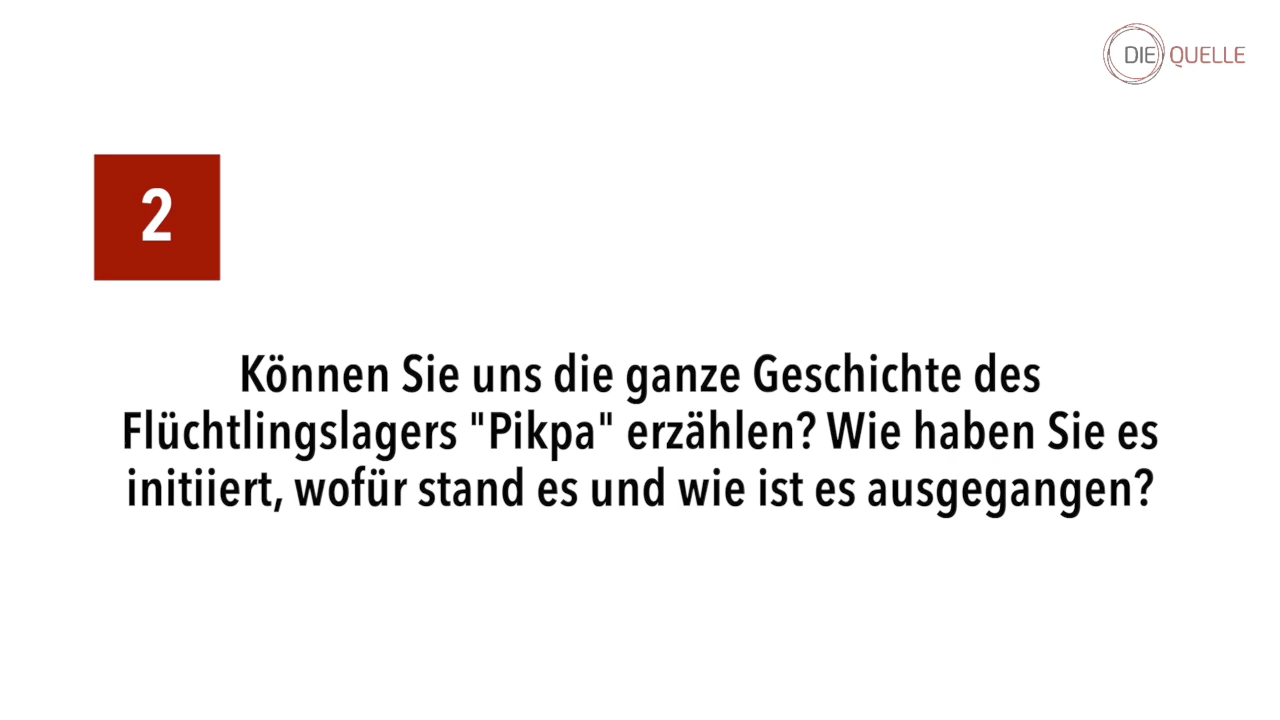 DIE QUELLE
2
Können Sie uns die ganze Geschichte des
Flüchtlingslagers "Pikpa" erzählen? Wie haben Sie es
initiiert, wofür stand es und wie ist es ausgegangen?